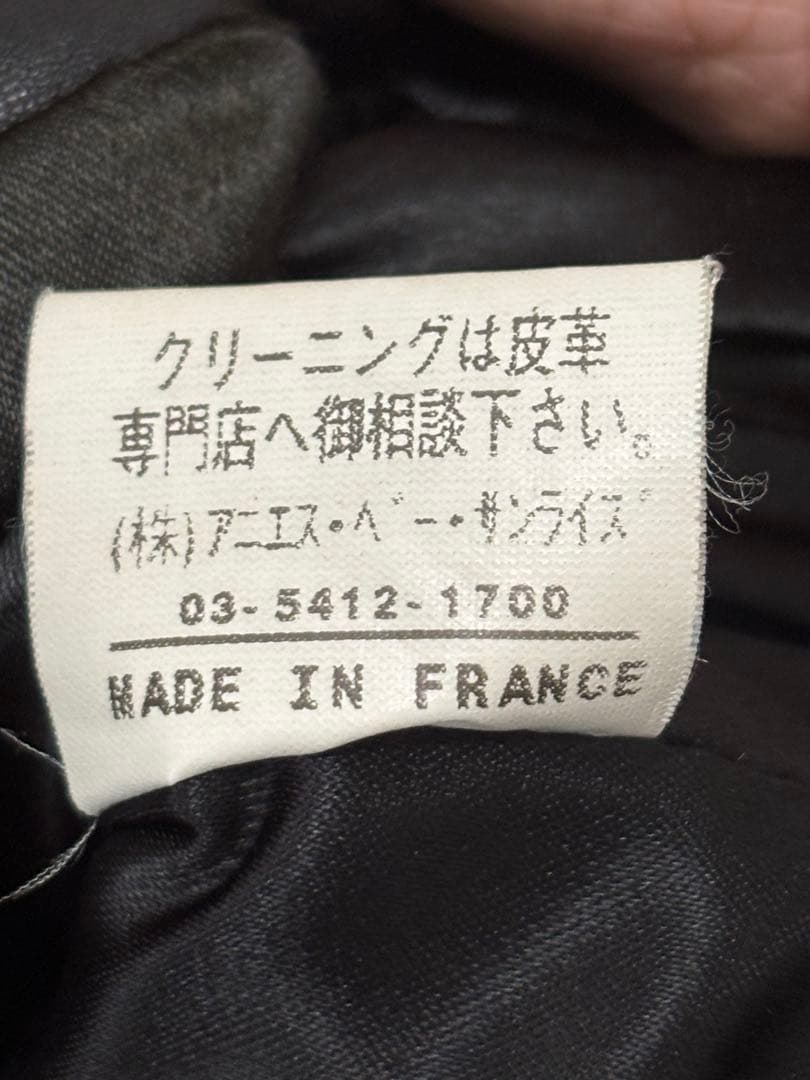 クリーニングは皮革
専門店へ御相談下さい。
(株)アニエス・ベー・サンライズ
03-5412-1700
MADE IN FRANCE